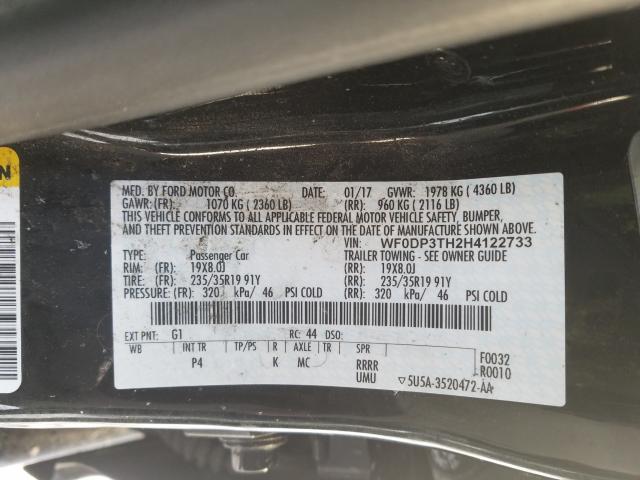 N
MFD. BY FORD MOTOR CO. DATE: 01/17 GVWR: 1978 KG ( 4360 LB)
GAWR: (FR): 1070 KG ( 2360 LB) (RR): 960 KG ( 2116 LB)
THIS VEHICLE CONFORMS TO ALL APPLICABLE FEDERAL MOTOR VEHICLE SAFETY, BUMPER,
AND THEFT PREVENTION STANDARDS IN EFFECT ON THE DATE OF MANUFACTURE SHOWN ABOVE.
VIN: WF0DP3TH2H4122733
TYPE: Passenger Car TRAILER TOWING - SEE OWNER GUIDE
RIM: (FR): 19X8.0J (RR): 19X8.0J
TIRE: (FR): 235/35R19 91Y (RR): 235/35R19 91Y
PRESSURE: (FR): 320 kPa/ 46 PSI COLD (RR): 320 kPa/ 46 PSI COLD
EXT PNT: G1 RC: 44 DSO:
WB INT TR TP/PS R AXLE TR SPR F0032
P4 K MC RRRR R0010
UMU ▽5U5A-3520472-AA